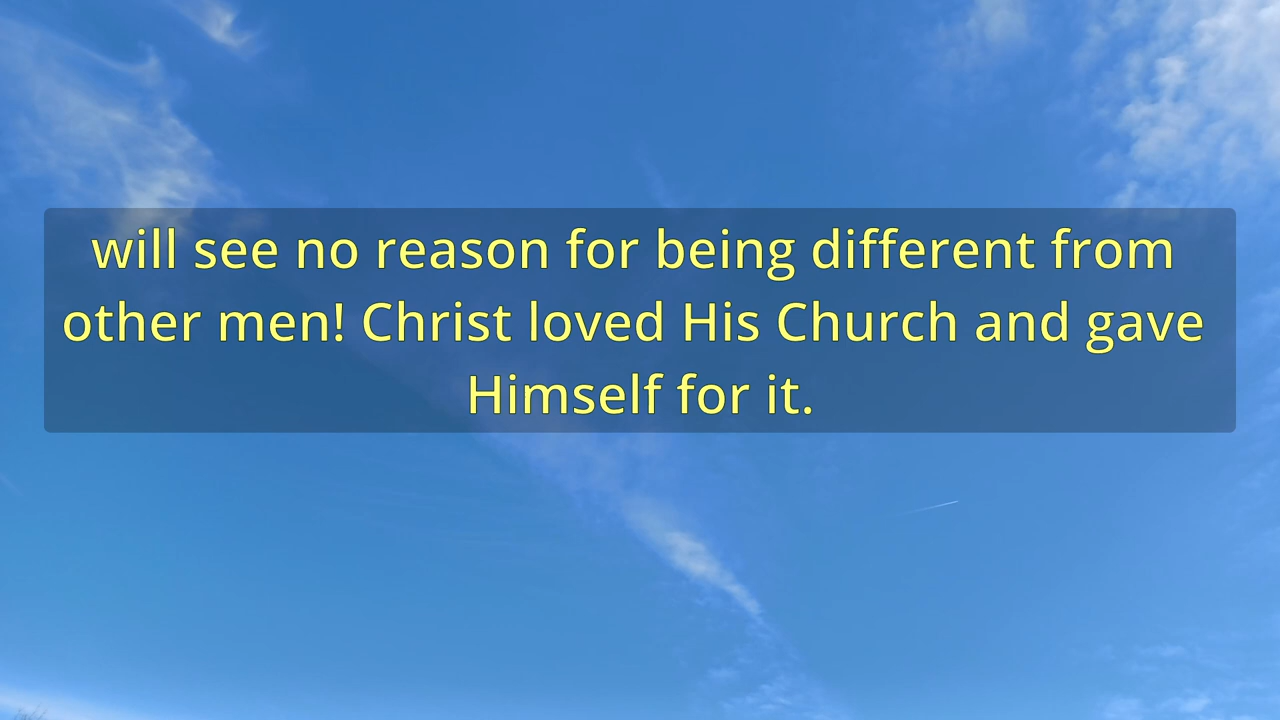 will see no reason for being different from
other men! Christ loved His Church and gave
Himself for it.